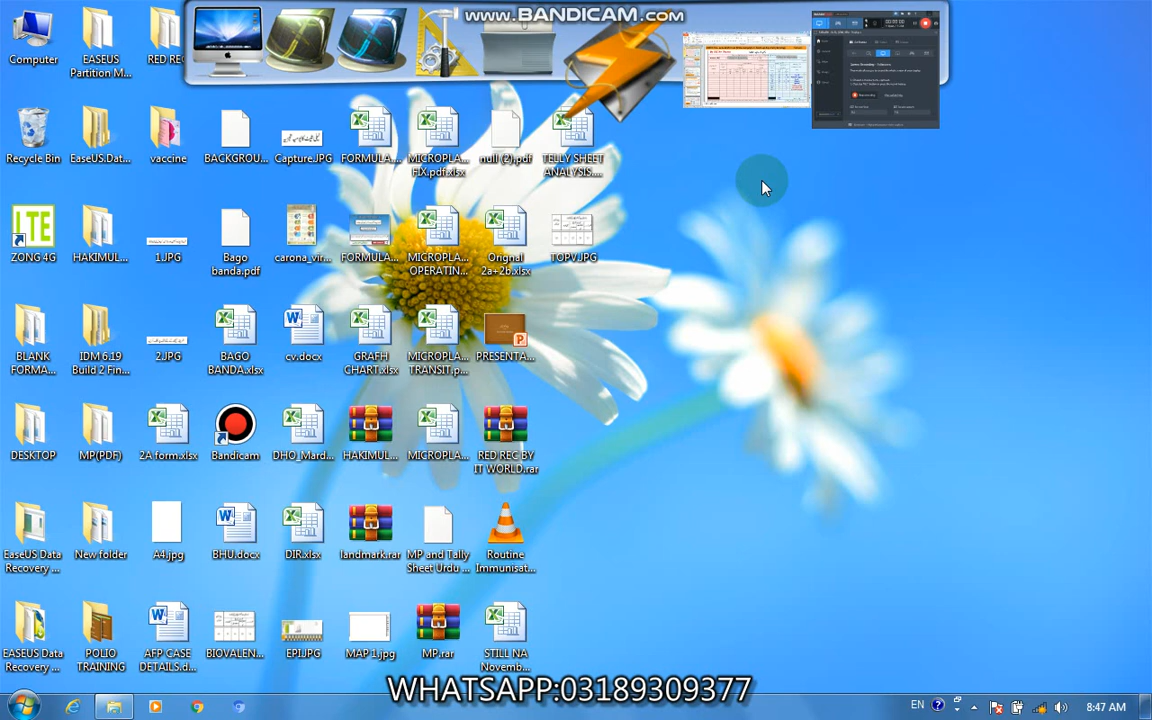 www.BANDICAM.com
Computer
EASEUS
Partition M...
RED REC
Recycle Bin
EaseUS.Dat...
vaccine
BACKGROU...
Capture.JPG
FORMULA....
MICROPLA...
FIX.pdf.xlsx
null (2).pdf
TELLY SHEET
ANALYSIS....
ZONG 4G
HAKIMUL...
1.JPG
Bago
banda.pdf
carona_vir...
FORMULA...
MICROPLA...
OPERATIN...
Orignal
2a+2b.xlsx
TOPV.JPG
BLANK
FORMA...
IDM 6.19
Build 2 Fin...
2.JPG
BAGO
BANDA.xlsx
cv.docx
GRAFH
CHART.xlsx
MICROPLA...
TRANSIT.p...
PRESENTA...
DESKTOP
MP(PDF)
2A form.xlsx
Bandicam
DHO_Mard...
HAKIMUL...
MICROPLA...
RED REC BY
IT WORLD.rar
EaseUS Data
Recovery ...
New folder
A4.jpg
BHU.docx
DIR.xlsx
landmark.rar
MP and Tally
Sheet Urdu ...
Routine
Immunisat...
EASEUS Data
Recovery ...
POLIO
TRAINING
AFP CASE
DETAILS.d...
BIOVALEN...
EPI.JPG
MAP 1.jpg
MP.rar
STILL NA
Novemb...
WHATSAPP:03189309377
EN
8:47 AM